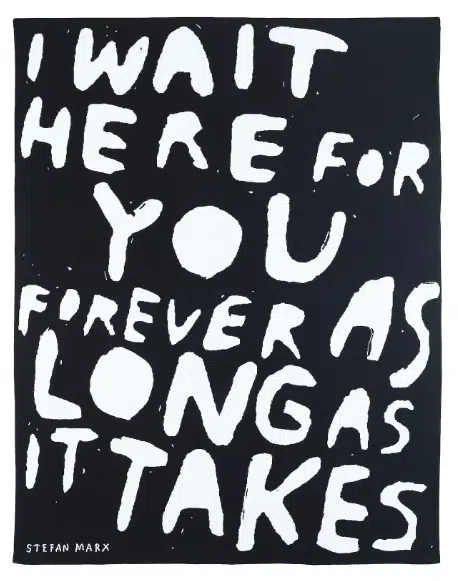 I WAIT
HERE FOR
YOU
FOREVER AS
LONG AS
IT TAKES
STEFAN MARX